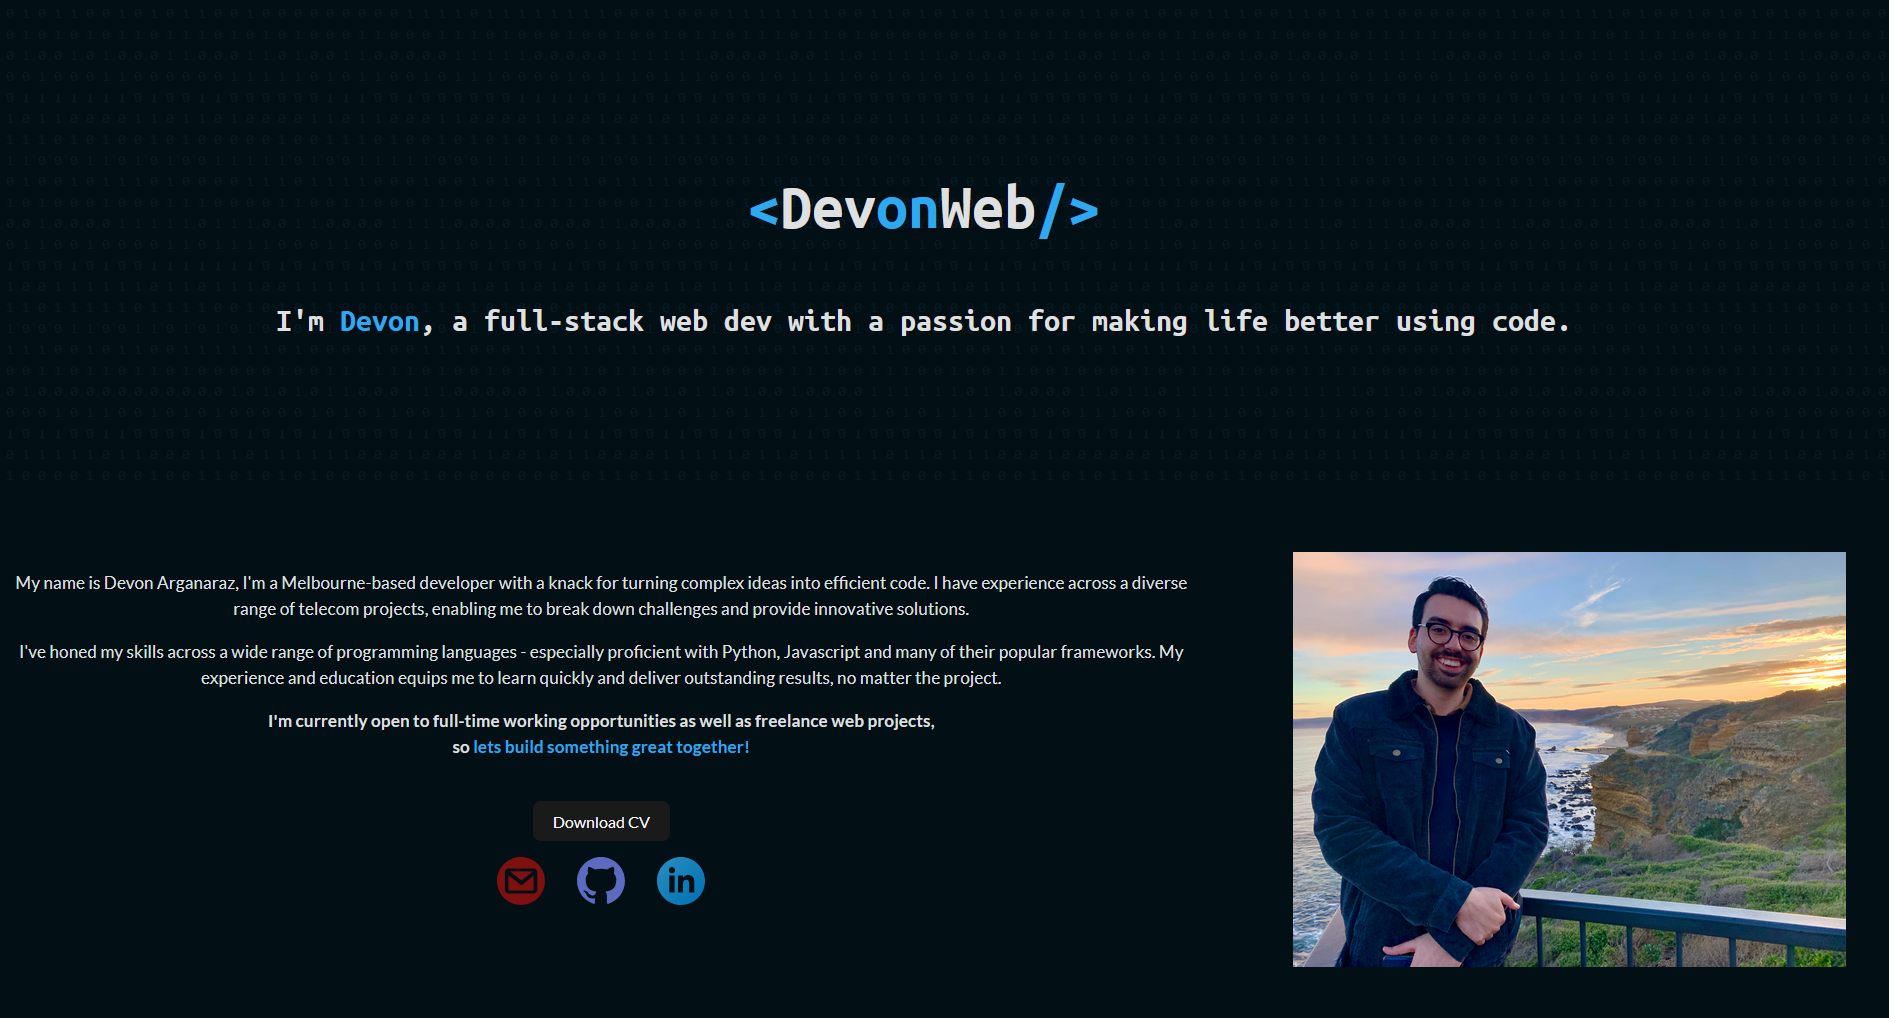 <DevonWeb/>
I'm Devon, a full-stack web dev with a passion for making life better using code.
My name is Devon Arganaraz, I'm a Melbourne-based developer with a knack for turning complex ideas into efficient code. I have experience across a diverse
range of telecom projects, enabling me to break down challenges and provide innovative solutions.
I've honed my skills across a wide range of programming languages - especially proficient with Python, Javascript and many of their popular frameworks. My
experience and education equips me to learn quickly and deliver outstanding results, no matter the project.
I'm currently open to full-time working opportunities as well as freelance web projects,
so lets build something great together!
Download CV
in